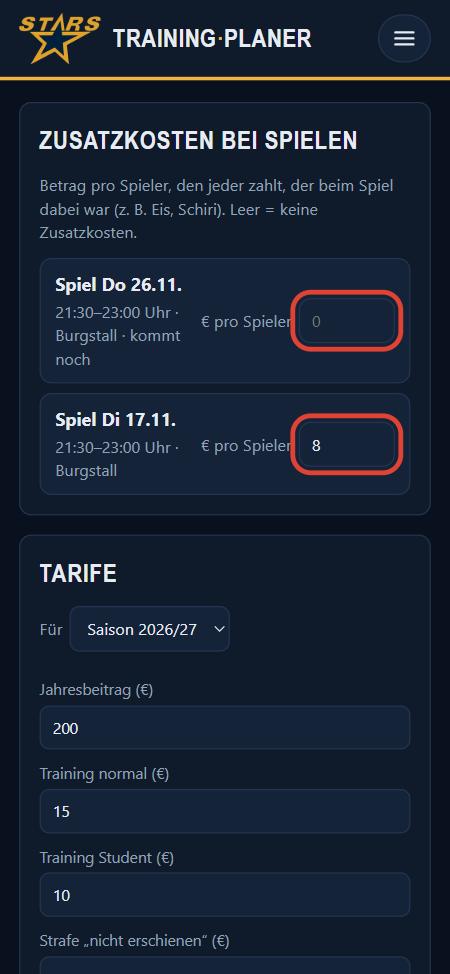 STARS
TRAINING·PLANER
ZUSATZKOSTEN BEI SPIELEN
Betrag pro Spieler, den jeder zahlt, der beim Spiel
dabei war (z. B. Eis, Schiri). Leer = keine
Zusatzkosten.
Spiel Do 26.11.
21:30–23:00 Uhr ·
Burgstall · kommt
noch
€ pro Spieler
0
Spiel Di 17.11.
21:30–23:00 Uhr ·
Burgstall
€ pro Spieler
8
TARIFE
Für
Saison 2026/27
Jahresbeitrag (€)
200
Training normal (€)
15
Training Student (€)
10
Strafe „nicht erschienen“ (€)